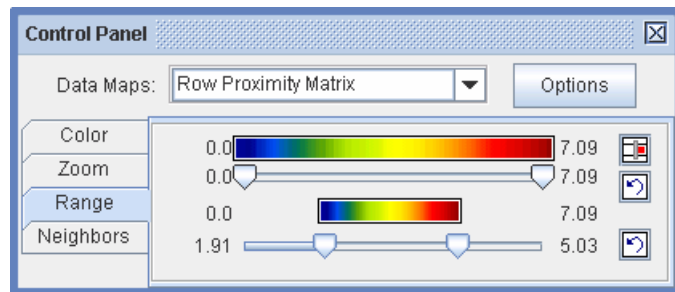 Control Panel
Data Maps: Row Proximity Matrix Options
Color
Zoom
Range
Neighbors
0.0 7.09
0.0 7.09
0.0 7.09
1.91 5.03